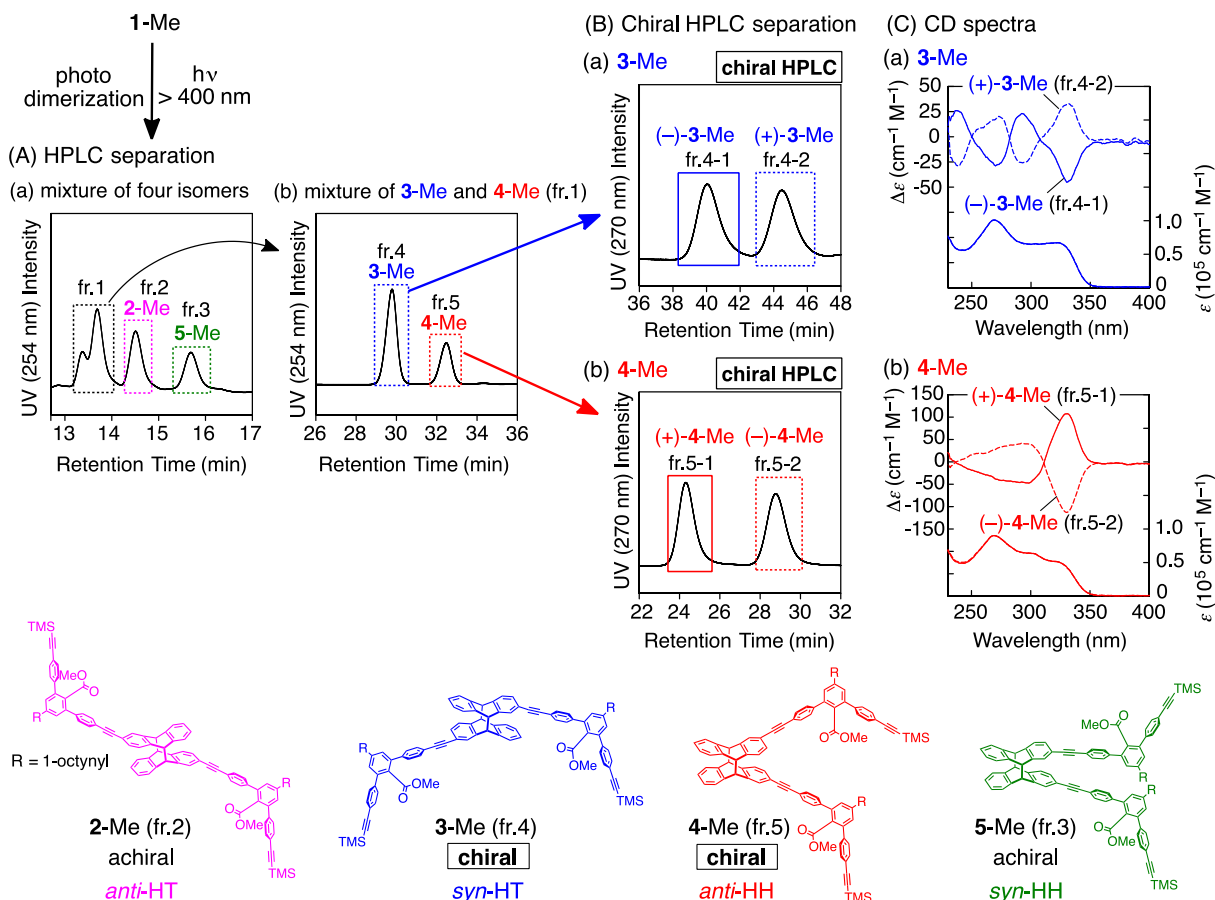 1-Me
photo
dimerization
hν
> 400 nm
(A) HPLC separation
(a) mixture of four isomers
UV (254 nm) Intensity
fr.1
fr.2
2-Me
fr.3
5-Me
13 14 15 16 17
Retention Time (min)
(b) mixture of 3-Me and 4-Me (fr.1)
UV (254 nm) Intensity
fr.4
3-Me
fr.5
4-Me
26 28 30 32 34 36
Retention Time (min)
(B) Chiral HPLC separation
(a) 3-Me
chiral HPLC
UV (270 nm) Intensity
(–)-3-Me
fr.4-1
(+)-3-Me
fr.4-2
36 38 40 42 44 46 48
Retention Time (min)
(b) 4-Me
chiral HPLC
UV (270 nm) Intensity
(+)-4-Me
fr.5-1
(–)-4-Me
fr.5-2
22 24 26 28 30 32
Retention Time (min)
(C) CD spectra
(a) 3-Me
(+)-3-Me (fr.4-2)
(–)-3-Me (fr.4-1)
50
25
0
-25
-50
Δε (cm–1 M–1)
1.0
0.5
0
ε (10⁵ cm–1 M–1)
250 300 350 400
Wavelength (nm)
(b) 4-Me
(+)-4-Me (fr.5-1)
(–)-4-Me (fr.5-2)
150
100
50
0
-50
-100
-150
Δε (cm–1 M–1)
1.0
0.5
0
ε (10⁵ cm–1 M–1)
250 300 350 400
Wavelength (nm)
TMS
MeO
O
R
R = 1-octynyl
R
O
MeO
TMS
2-Me (fr.2)
achiral
anti-HT
R
OMe
O
TMS
R
O
MeO
TMS
3-Me (fr.4)
chiral
syn-HT
R
O
MeO
TMS
R
O
OMe
TMS
4-Me (fr.5)
chiral
anti-HH
TMS
MeO
O
R
R
O
OMe
TMS
5-Me (fr.3)
achiral
syn-HH